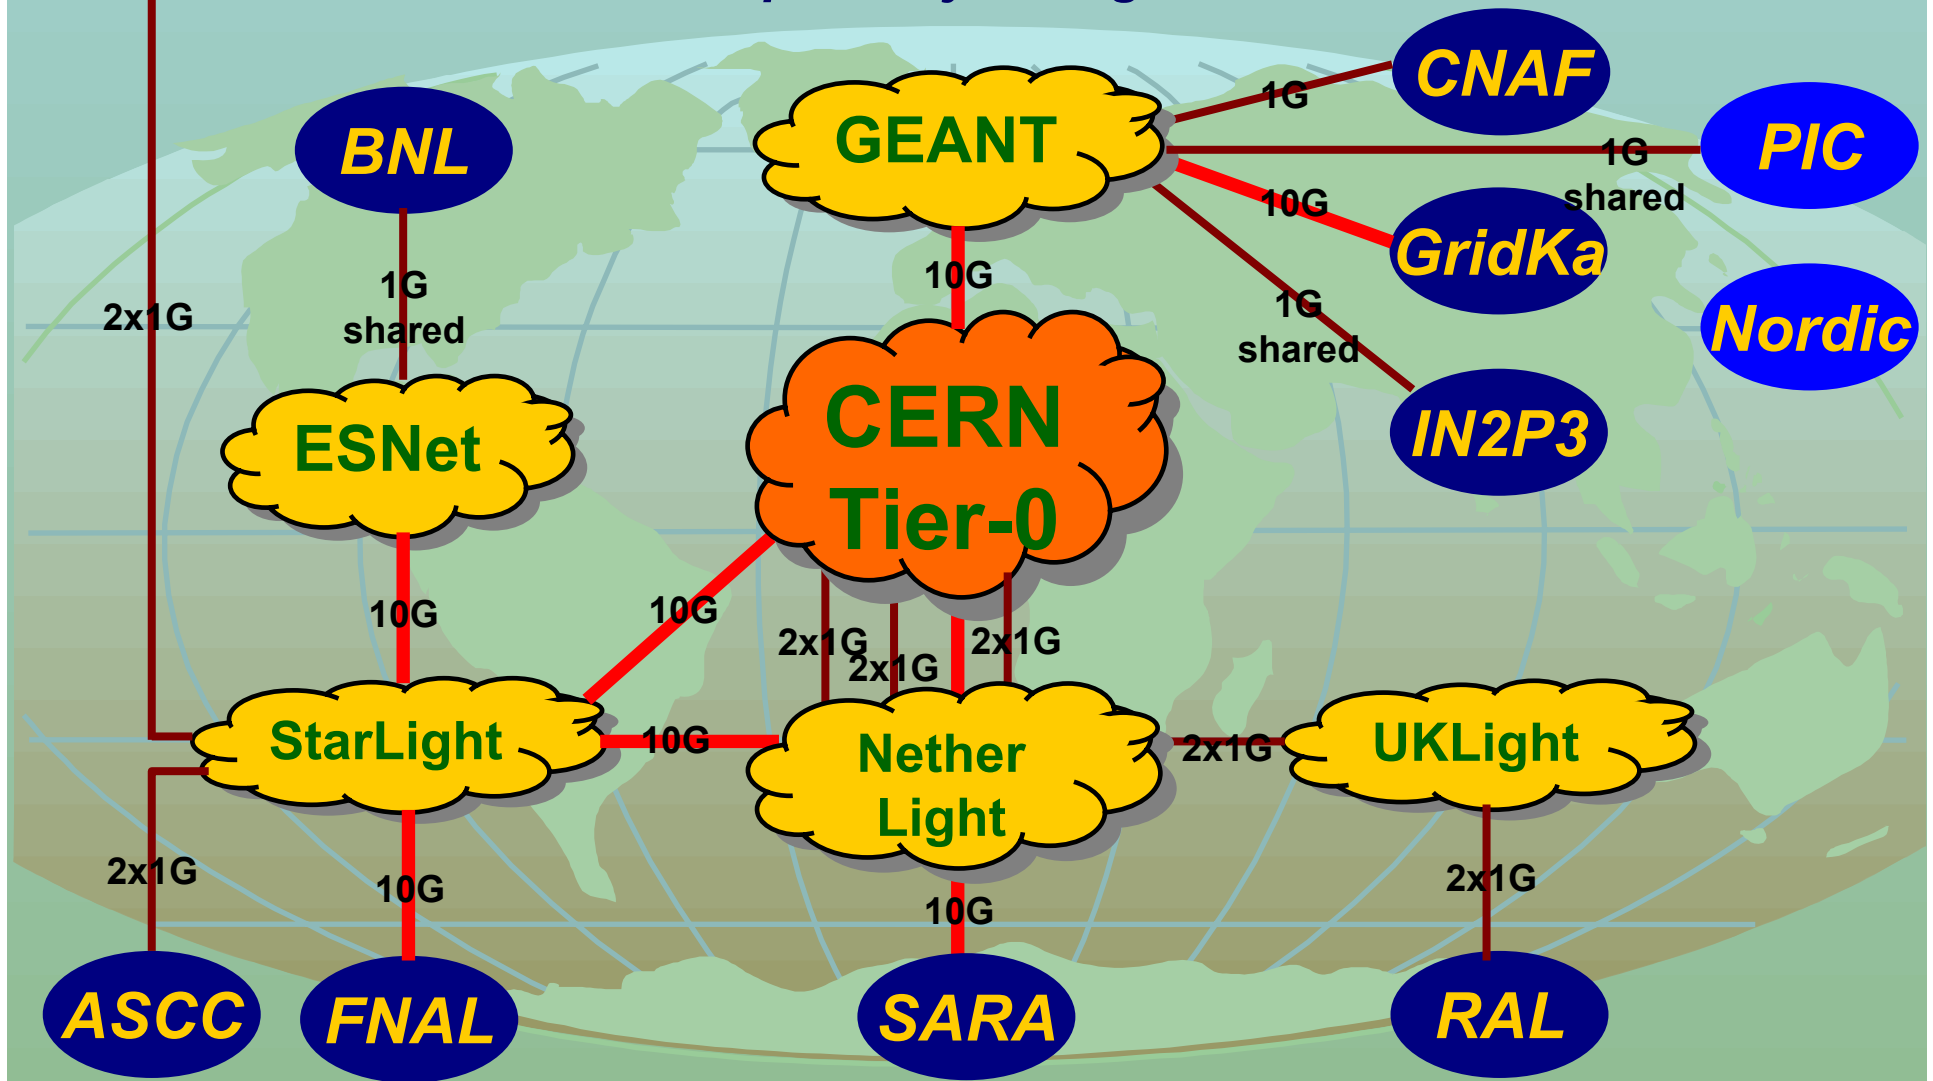 CNAF
1G
GEANT
PIC
1G
shared
BNL
10G
GridKa
10G
1G
shared
2x1G
1G
shared
Nordic
CERN
Tier-0
IN2P3
ESNet
10G
10G
2x1G
2x1G
2x1G
StarLight
10G
Nether
Light
2x1G
UKLight
2x1G
10G
10G
2x1G
ASCC
FNAL
SARA
RAL